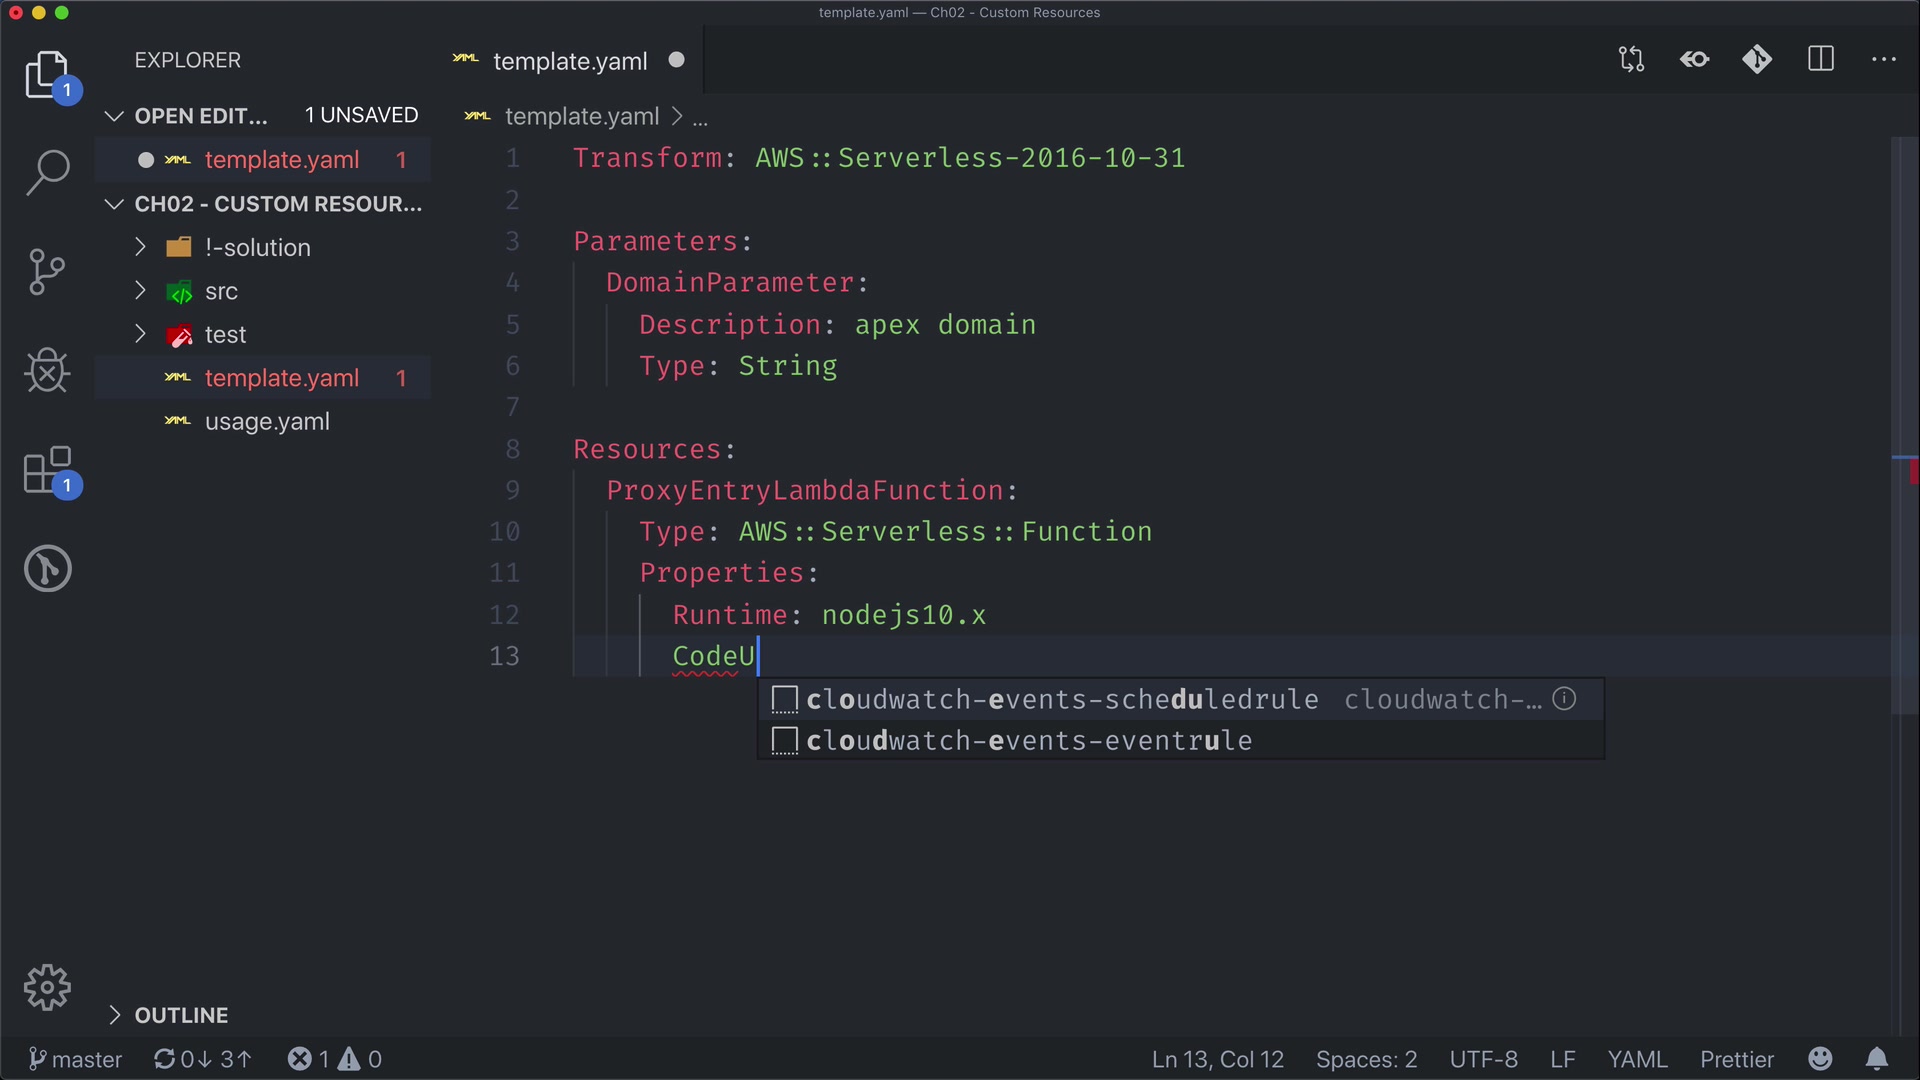 template.yaml — Ch02 - Custom Resources
EXPLORER
1
OPEN EDIT... 1 UNSAVED
template.yaml 1
CH02 - CUSTOM RESOUR...
!-solution
src
test
template.yaml 1
usage.yaml
1
OUTLINE
template.yaml
template.yaml > ...
1 Transform: AWS::Serverless-2016-10-31
2
3 Parameters:
4 DomainParameter:
5 Description: apex domain
6 Type: String
7
8 Resources:
9 ProxyEntryLambdaFunction:
10 Type: AWS::Serverless::Function
11 Properties:
12 Runtime: nodejs10.x
13 CodeU
cloudwatch-events-scheduledrule cloudwatch-...
cloudwatch-events-eventrule
master 0↓ 3↑ 1 0 Ln 13, Col 12 Spaces: 2 UTF-8 LF YAML Prettier